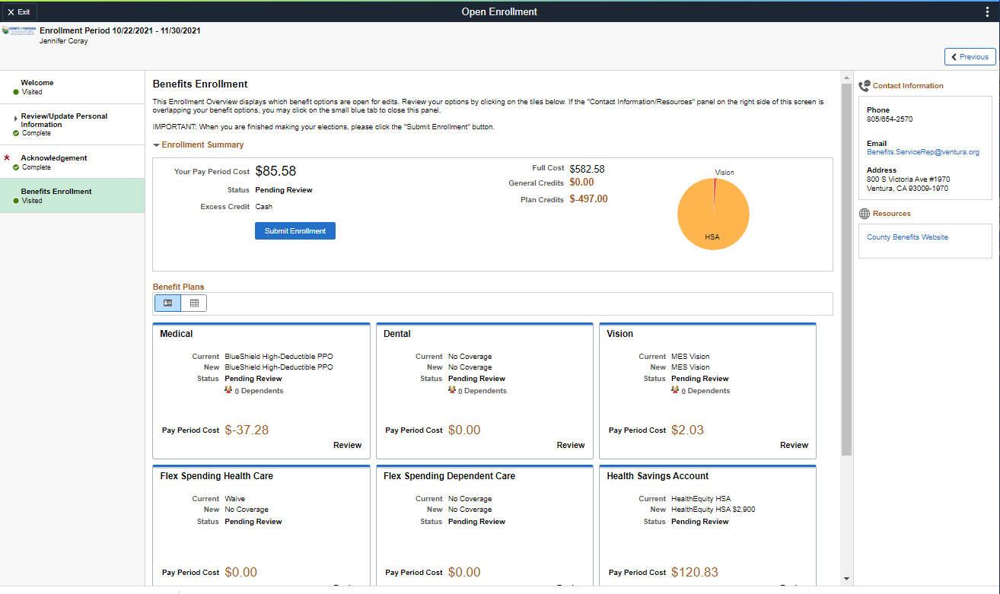 Exit
Open Enrollment
COUNTY of VENTURA
Enrollment Period 10/22/2021 - 11/30/2021
Jennifer Coray
Previous
Welcome
Visited
Review/Update Personal
Information
Complete
Acknowledgement
Complete
Benefits Enrollment
Visited
Benefits Enrollment
This Enrollment Overview displays which benefit options are open for edits. Review your options by clicking on the tiles below. If the "Contact Information/Resources" panel on the right side of this screen is
overlapping your benefit options, you may click on the small blue tab to close this panel.
IMPORTANT: When you are finished making your elections, please click the "Submit Enrollment" button.
Enrollment Summary
Your Pay Period Cost $85.58
Status Pending Review
Excess Credit Cash
Submit Enrollment
Full Cost $582.58
General Credits $0.00
Plan Credits $-497.00
Vision
HSA
Benefit Plans
Medical
Current BlueShield High-Deductible PPO
New BlueShield High-Deductible PPO
Status Pending Review
0 Dependents
Pay Period Cost $-37.28
Review
Dental
Current No Coverage
New No Coverage
Status Pending Review
0 Dependents
Pay Period Cost $0.00
Review
Vision
Current MES Vision
New MES Vision
Status Pending Review
0 Dependents
Pay Period Cost $2.03
Review
Flex Spending Health Care
Current Waive
New No Coverage
Status Pending Review
Pay Period Cost $0.00
Flex Spending Dependent Care
Current No Coverage
New No Coverage
Status Pending Review
Pay Period Cost $0.00
Health Savings Account
Current HealthEquity HSA
New HealthEquity HSA $2,900
Status Pending Review
Pay Period Cost $120.83
Contact Information
Phone
805/654-2570
Email
Benefits.ServiceRep@ventura.org
Address
800 S Victoria Ave #1970
Ventura, CA 93009-1970
Resources
County Benefits Website